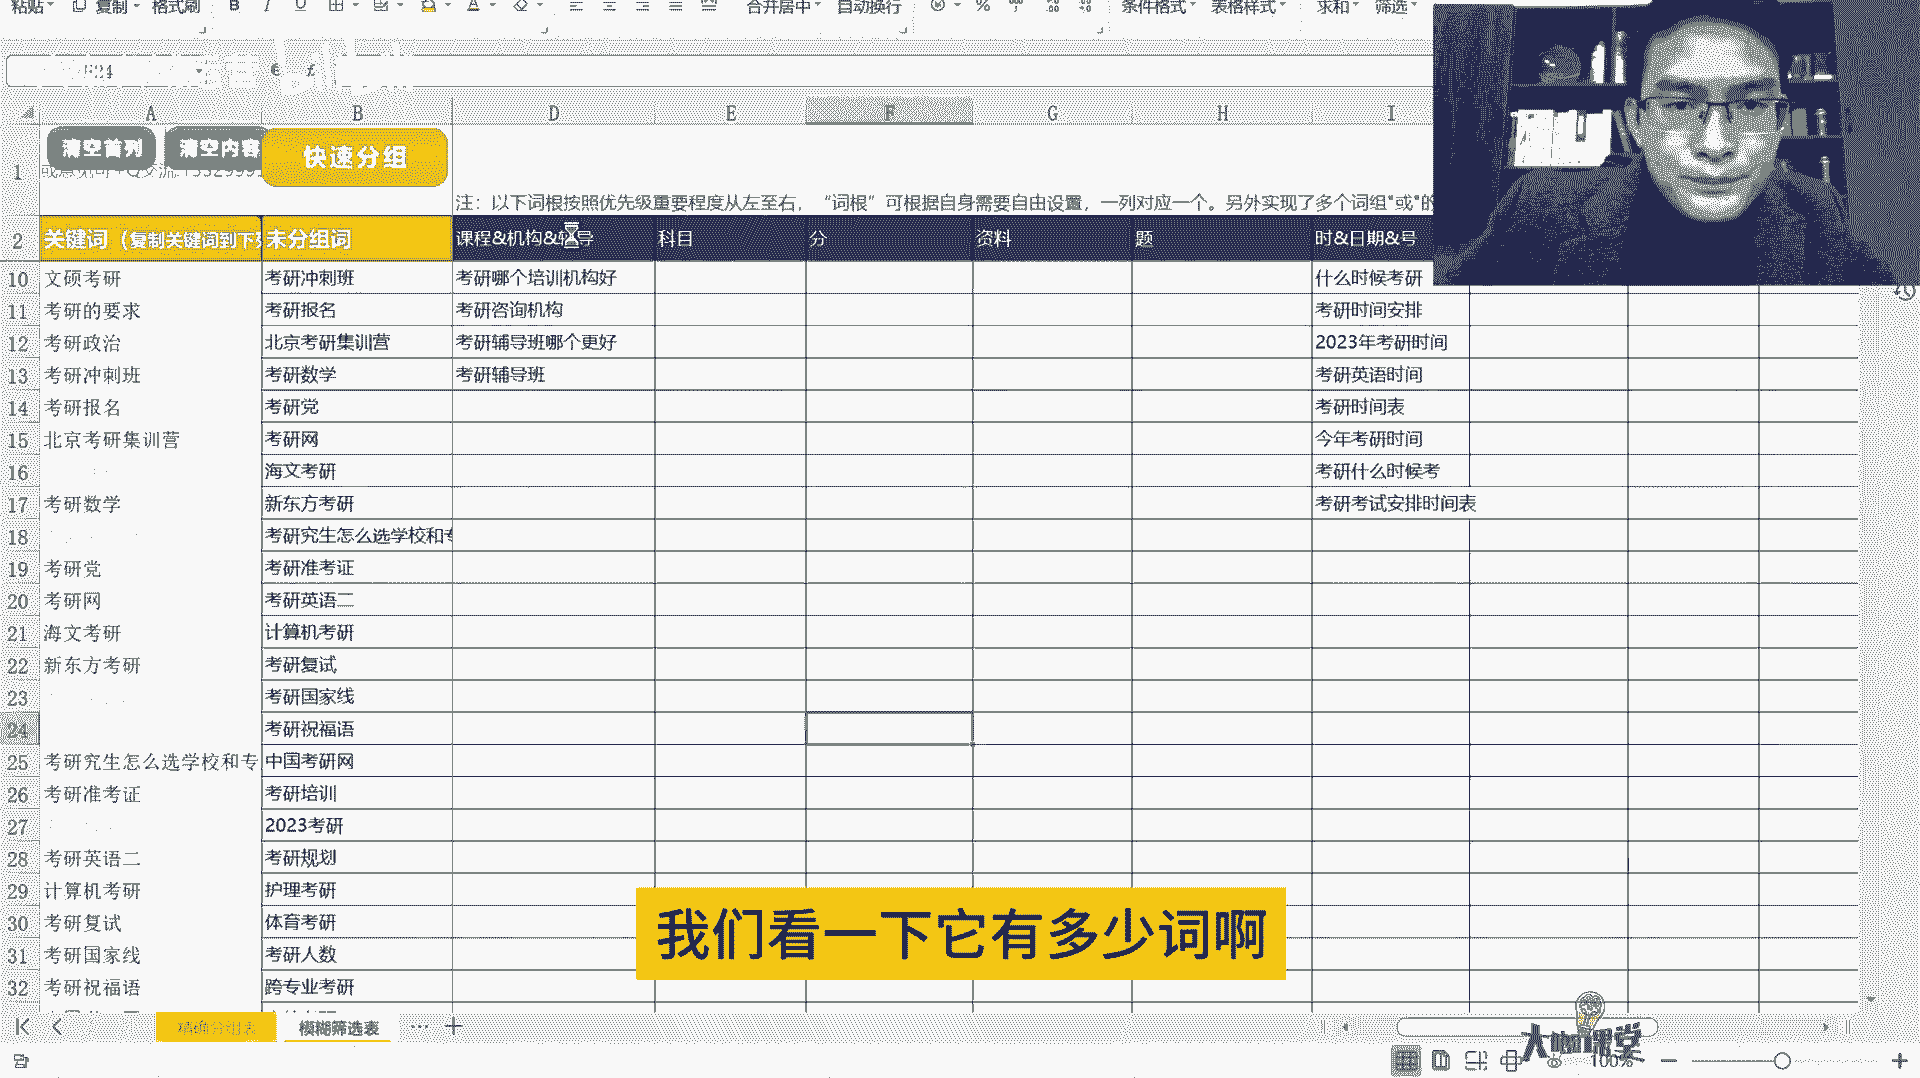 粘贴 复制 格式刷 B I U A 合并居中 自动换行 % 条件格式 表格样式 求和 筛选
A B D E F G H I
清空首列 清空内容 快速分组
1
注：以下词根按照优先级重要程度从左至右，“词根”可根据自身需要自由设置，一列对应一个。另外实现了多个词组"或"的
2 关键词（复制关键词到下 未分组词 课程&机构&辅导 科目 分 资料 题 时&日期&号
10 文硕考研 考研冲刺班 考研哪个培训机构好 什么时候考研
11 考研的要求 考研报名 考研咨询机构 考研时间安排
12 考研政治 北京考研集训营 考研辅导班哪个更好 2023年考研时间
13 考研冲刺班 考研数学 考研辅导班 考研英语时间
14 考研报名 考研党 考研时间表
15 北京考研集训营 考研网 今年考研时间
16 海文考研 考研什么时候考
17 考研数学 新东方考研 考研考试安排时间表
18 考研究生怎么选学校和专
19 考研党 考研准考证
20 考研网 考研英语二
21 海文考研 计算机考研
22 新东方考研 考研复试
23 考研国家线
24 考研祝福语
25 考研究生怎么选学校和专 中国考研网
26 考研准考证 考研培训
27 2023考研
28 考研英语二 考研规划
29 计算机考研 护理考研
30 考研复试 体育考研
31 考研国家线 考研人数
32 考研祝福语 跨专业考研
我们看一下它有多少词啊
精确分组表 模糊筛选表
课堂
100%